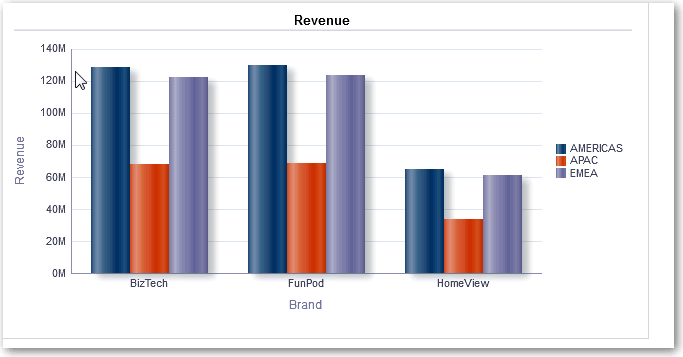 Revenue
140M
120M
100M
80M
60M
40M
20M
0M
Revenue
BizTech FunPod HomeView
Brand
AMERICAS
APAC
EMEA